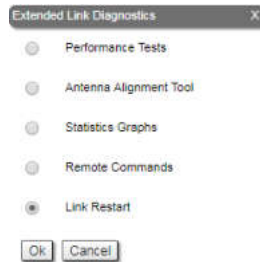 Extended Link Diagnostics X
Performance Tests
Antenna Alignment Tool
Statistics Graphs
Remote Commands
Link Restart
Ok Cancel